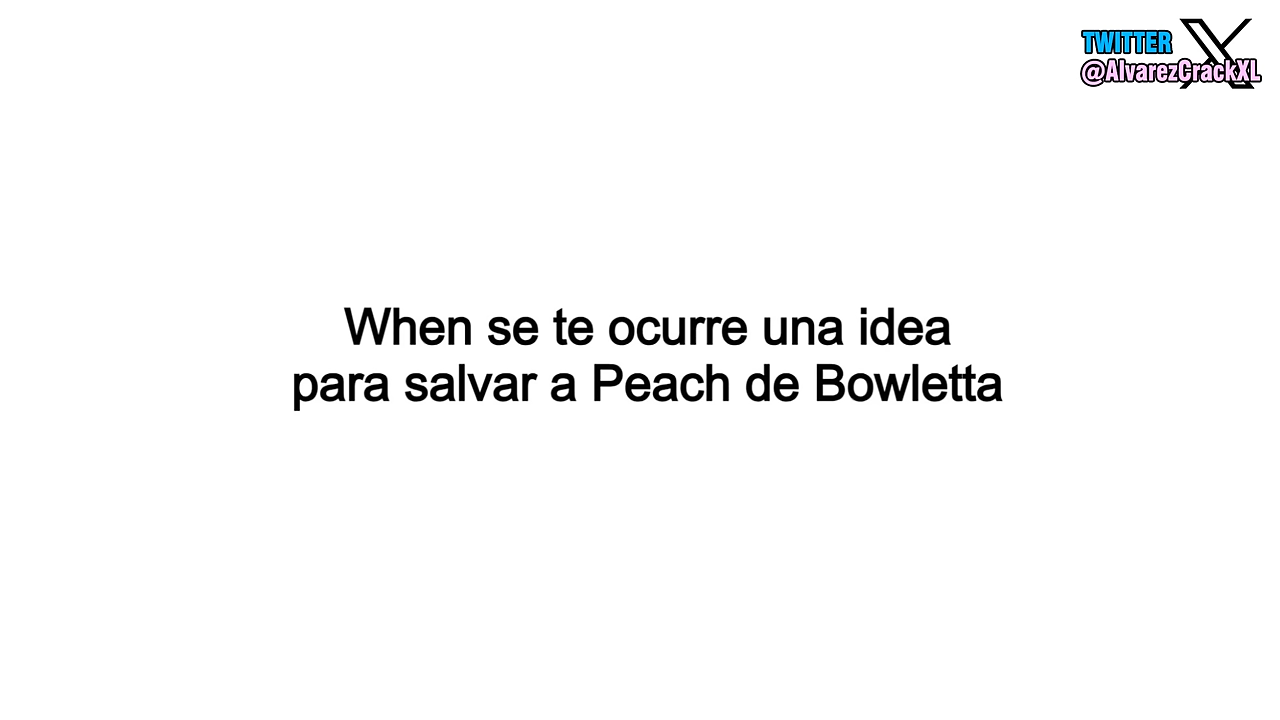 TWITTER
@AlvarezCrackXL
When se te ocurre una idea
para salvar a Peach de Bowletta